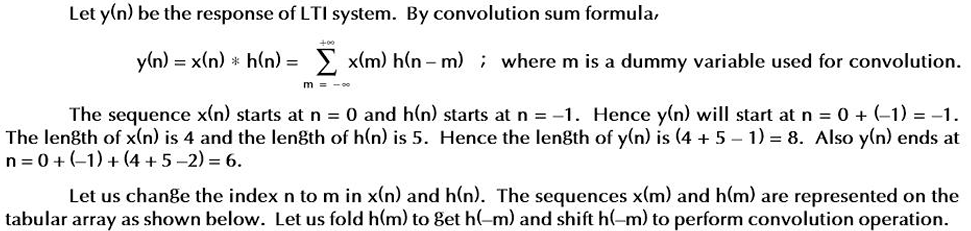 Let y(n) be the response of LTI system. By convolution sum formula,
y(n) = x(n) * h(n) = +∞ ∑ m = −∞ x(m) h(n – m) ; where m is a dummy variable used for convolution.
The sequence x(n) starts at n = 0 and h(n) starts at n = –1. Hence y(n) will start at n = 0 + (–1) = –1.
The length of x(n) is 4 and the length of h(n) is 5. Hence the length of y(n) is (4 + 5 – 1) = 8. Also y(n) ends at
n = 0 + (–1) + (4 + 5 –2) = 6.
Let us change the index n to m in x(n) and h(n). The sequences x(m) and h(m) are represented on the
tabular array as shown below. Let us fold h(m) to get h(–m) and shift h(–m) to perform convolution operation.